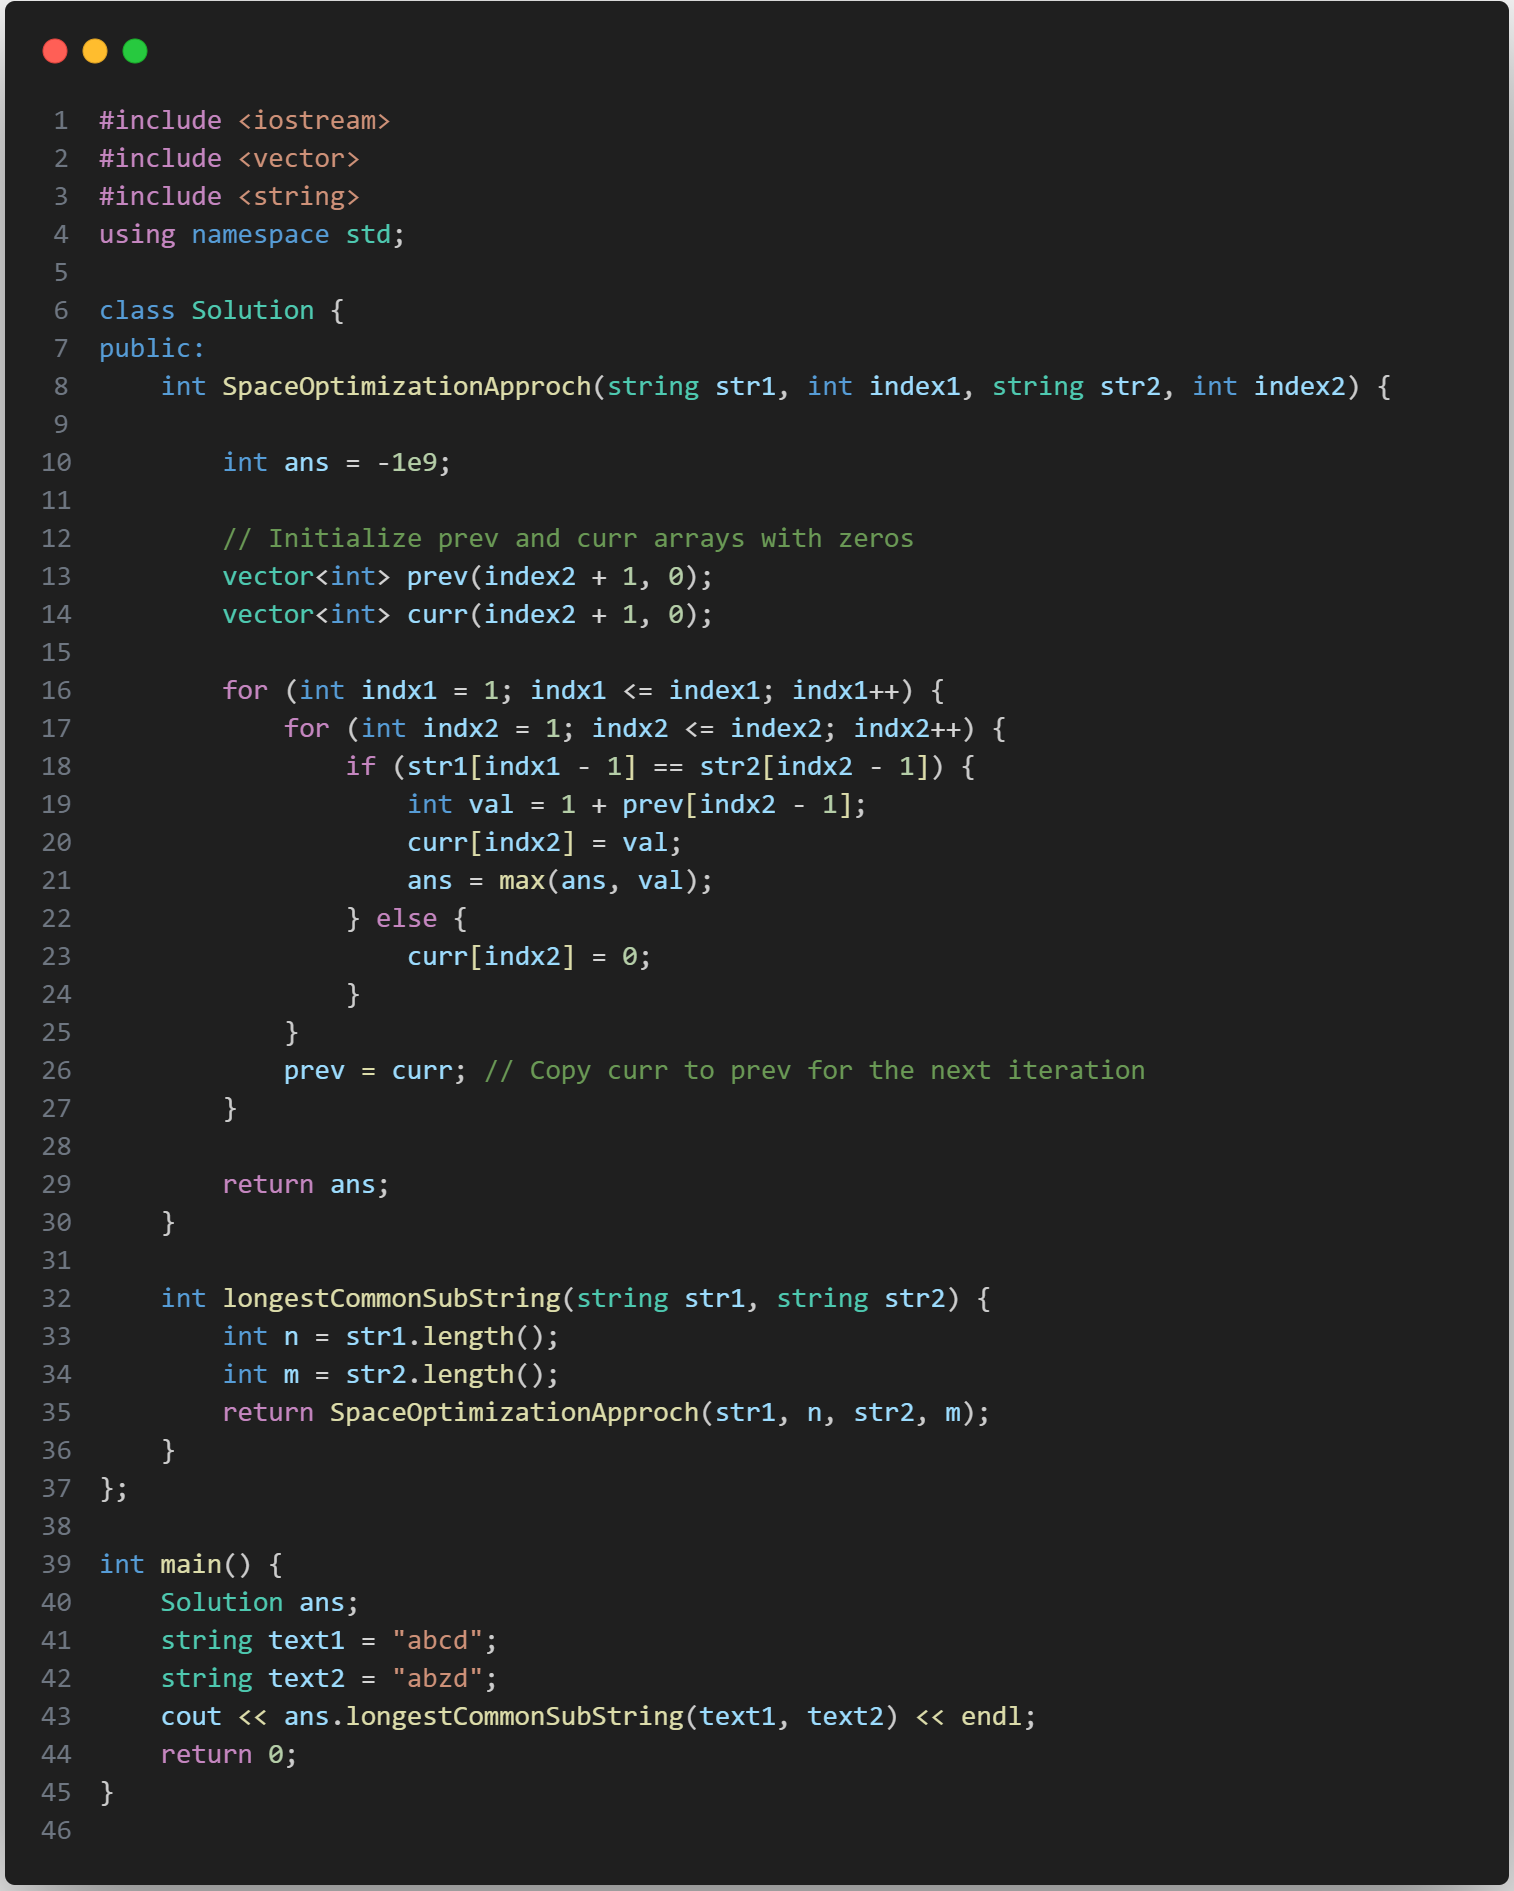 1 #include <iostream>
2 #include <vector>
3 #include <string>
4 using namespace std;
5
6 class Solution {
7 public:
8     int SpaceOptimizationApproch(string str1, int index1, string str2, int index2) {
9
10         int ans = -1e9;
11
12         // Initialize prev and curr arrays with zeros
13         vector<int> prev(index2 + 1, 0);
14         vector<int> curr(index2 + 1, 0);
15
16         for (int indx1 = 1; indx1 <= index1; indx1++) {
17             for (int indx2 = 1; indx2 <= index2; indx2++) {
18                 if (str1[indx1 - 1] == str2[indx2 - 1]) {
19                     int val = 1 + prev[indx2 - 1];
20                     curr[indx2] = val;
21                     ans = max(ans, val);
22                 } else {
23                     curr[indx2] = 0;
24                 }
25             }
26             prev = curr; // Copy curr to prev for the next iteration
27         }
28
29         return ans;
30     }
31
32     int longestCommonSubString(string str1, string str2) {
33         int n = str1.length();
34         int m = str2.length();
35         return SpaceOptimizationApproch(str1, n, str2, m);
36     }
37 };
38
39 int main() {
40     Solution ans;
41     string text1 = "abcd";
42     string text2 = "abzd";
43     cout << ans.longestCommonSubString(text1, text2) << endl;
44     return 0;
45 }
46